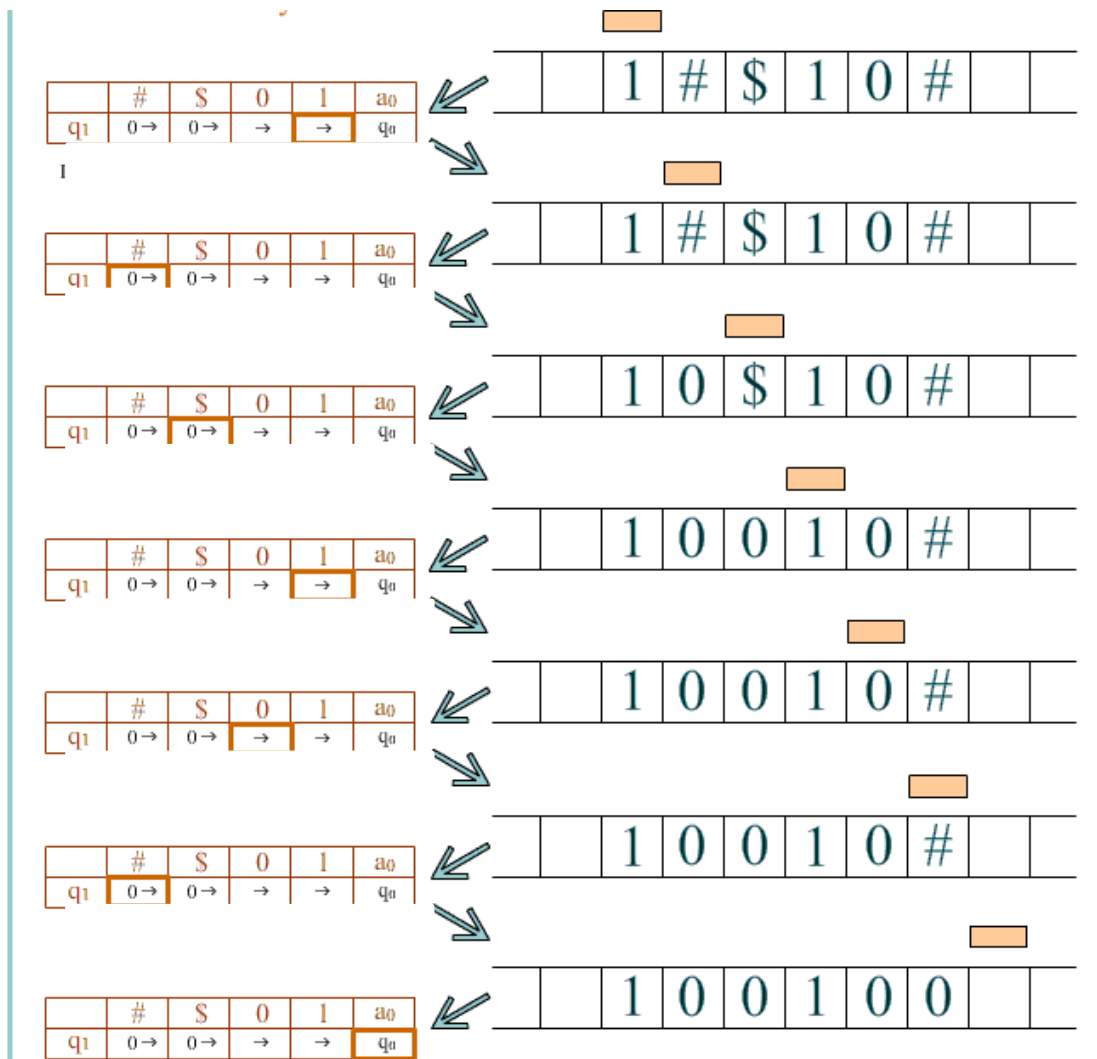 1 # $ 1 0 #
# $ 0 1 a₀
q₁ 0→ 0→ → → q₀
I
1 # $ 1 0 #
# $ 0 1 a₀
q₁ 0→ 0→ → → q₀
1 0 $ 1 0 #
# $ 0 1 a₀
q₁ 0→ 0→ → → q₀
1 0 0 1 0 #
# $ 0 1 a₀
q₁ 0→ 0→ → → q₀
1 0 0 1 0 #
# $ 0 1 a₀
q₁ 0→ 0→ → → q₀
1 0 0 1 0 #
# $ 0 1 a₀
q₁ 0→ 0→ → → q₀
1 0 0 1 0 0
# $ 0 1 a₀
q₁ 0→ 0→ → → q₀